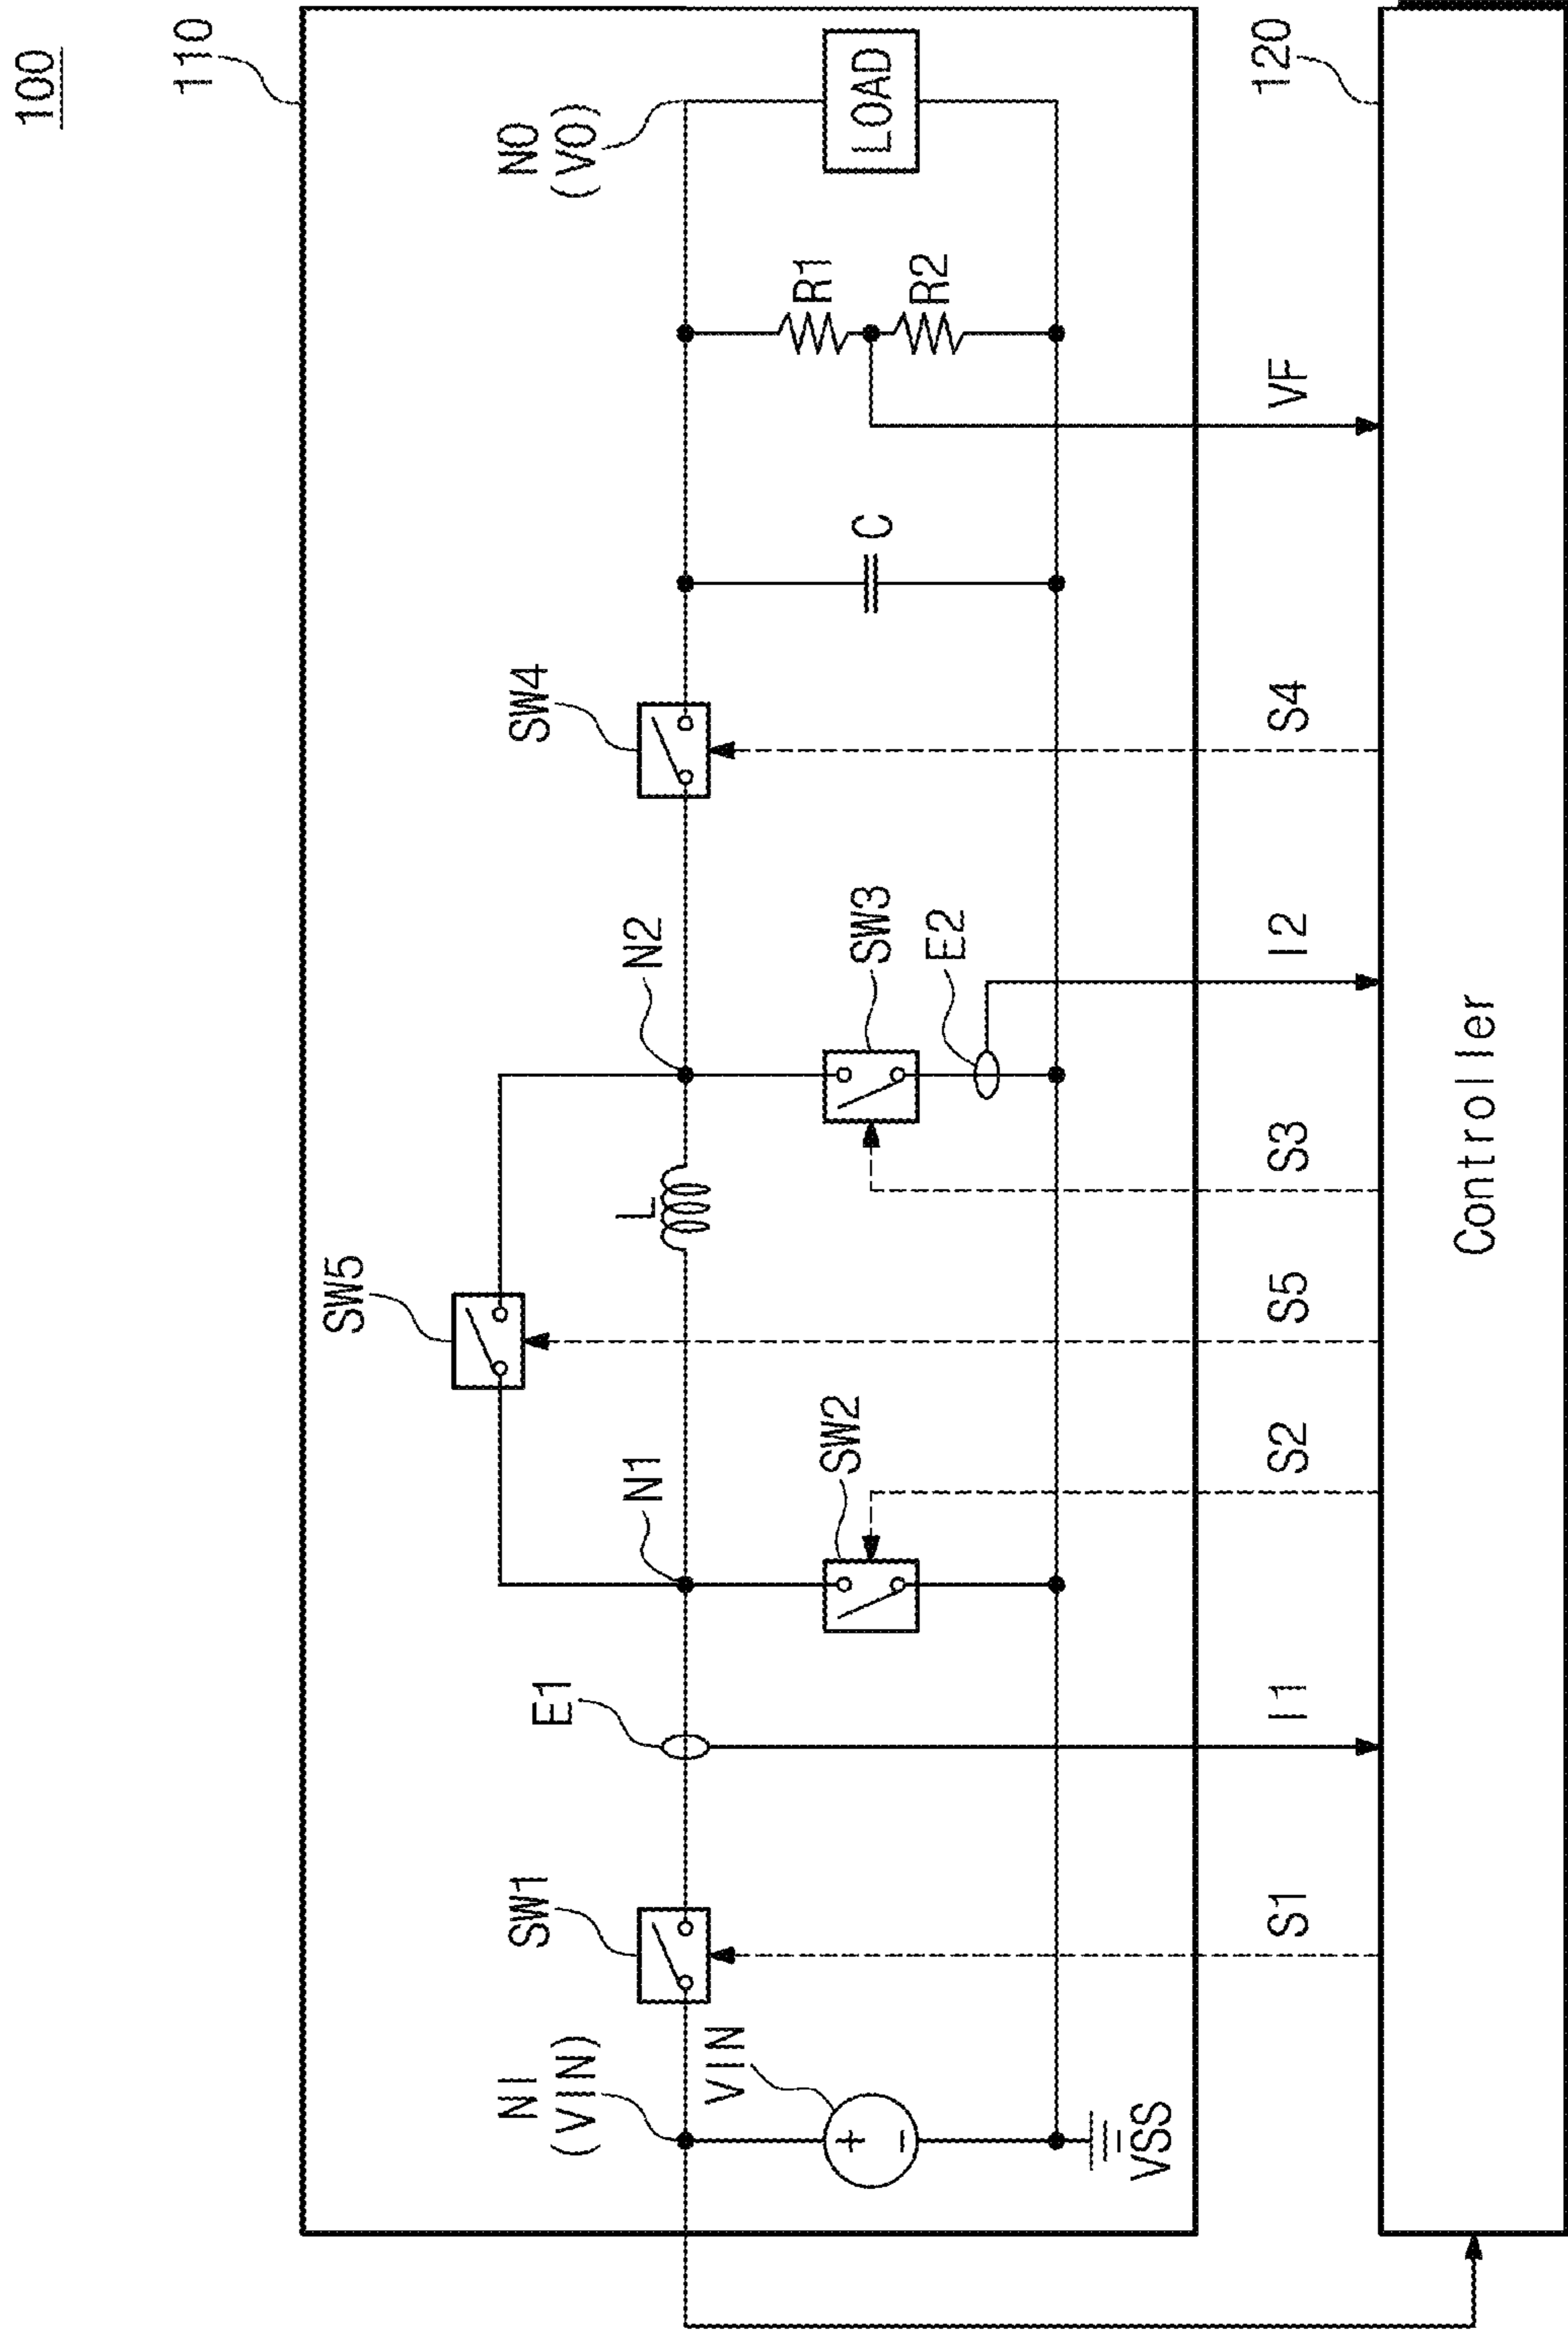 100
110
SW5
SW1
E1
N1
L
N2
SW4
NI
(VIN)
NO
(VO)
VIN
SW2
SW3
E2
C
R1
R2
LOAD
VSS
S1
I1
S2
S5
S3
I2
S4
VF
120
Controller